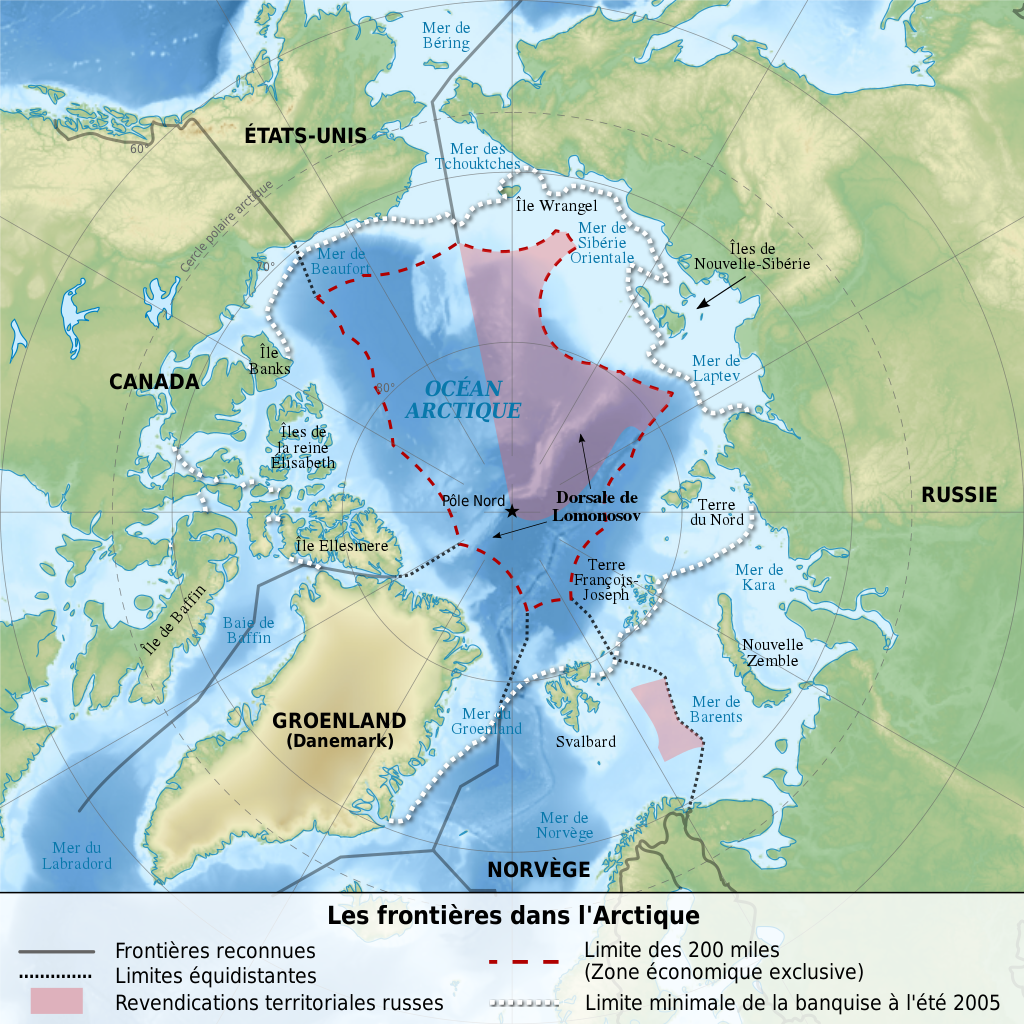 Mer de
Béring
ÉTATS-UNIS
60°
Mer des
Tchouktches
Cercle polaire arctique
Île Wrangel
Mer de
Sibérie
Orientale
Îles de
Nouvelle-Sibérie
Mer de
Beaufort
70°
Île
Banks
CANADA
80°
OCÉAN
ARCTIQUE
Mer de
Laptev
Îles de
la reine
Élisabeth
Pôle Nord
Dorsale de
Lomonosov
RUSSIE
Terre
du Nord
Île Ellesmere
Terre
François-
Joseph
Mer de
Kara
Île de Baffin
Baie de
Baffin
Nouvelle
Zemble
GROENLAND
(Danemark)
Mer du
Groenland
Mer de
Barents
Svalbard
Mer de
Norvège
Mer du
Labradord
NORVÈGE
Les frontières dans l'Arctique
Frontières reconnues
Limites équidistantes
Revendications territoriales russes
Limite des 200 miles
(Zone économique exclusive)
Limite minimale de la banquise à l'été 2005